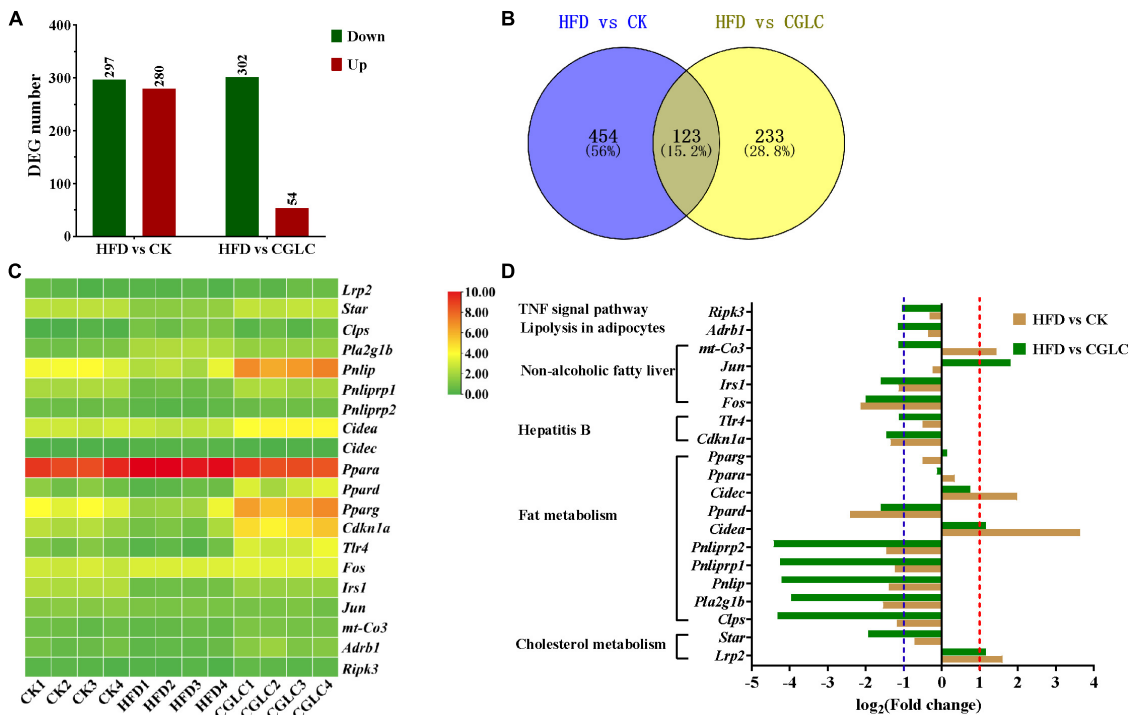 A
Down
Up
DEG number
400
300
200
100
0
297
280
302
54
HFD vs CK
HFD vs CGLC
B
HFD vs CK
HFD vs CGLC
454
(56%)
123
(15.2%)
233
(28.8%)
C
Lrp2
Star
Clps
Pla2g1b
Pnlip
Pnliprp1
Pnliprp2
Cidea
Cidec
Ppara
Ppard
Pparg
Cdkn1a
Tlr4
Fos
Irs1
Jun
mt-Co3
Adrb1
Ripk3
CK1
CK2
CK3
CK4
HFD1
HFD2
HFD3
HFD4
CGLC1
CGLC2
CGLC3
CGLC4
10.00
8.00
6.00
4.00
2.00
0.00
D
TNF signal pathway
Lipolysis in adipocytes
Non-alcoholic fatty liver
Hepatitis B
Fat metabolism
Cholesterol metabolism
Ripk3
Adrb1
mt-Co3
Jun
Irs1
Fos
Tlr4
Cdkn1a
Pparg
Ppara
Cidec
Ppard
Cidea
Pnliprp2
Pnliprp1
Pnlip
Pla2g1b
Clps
Star
Lrp2
HFD vs CK
HFD vs CGLC
-5 -4 -3 -2 -1 0 1 2 3 4
log2(Fold change)